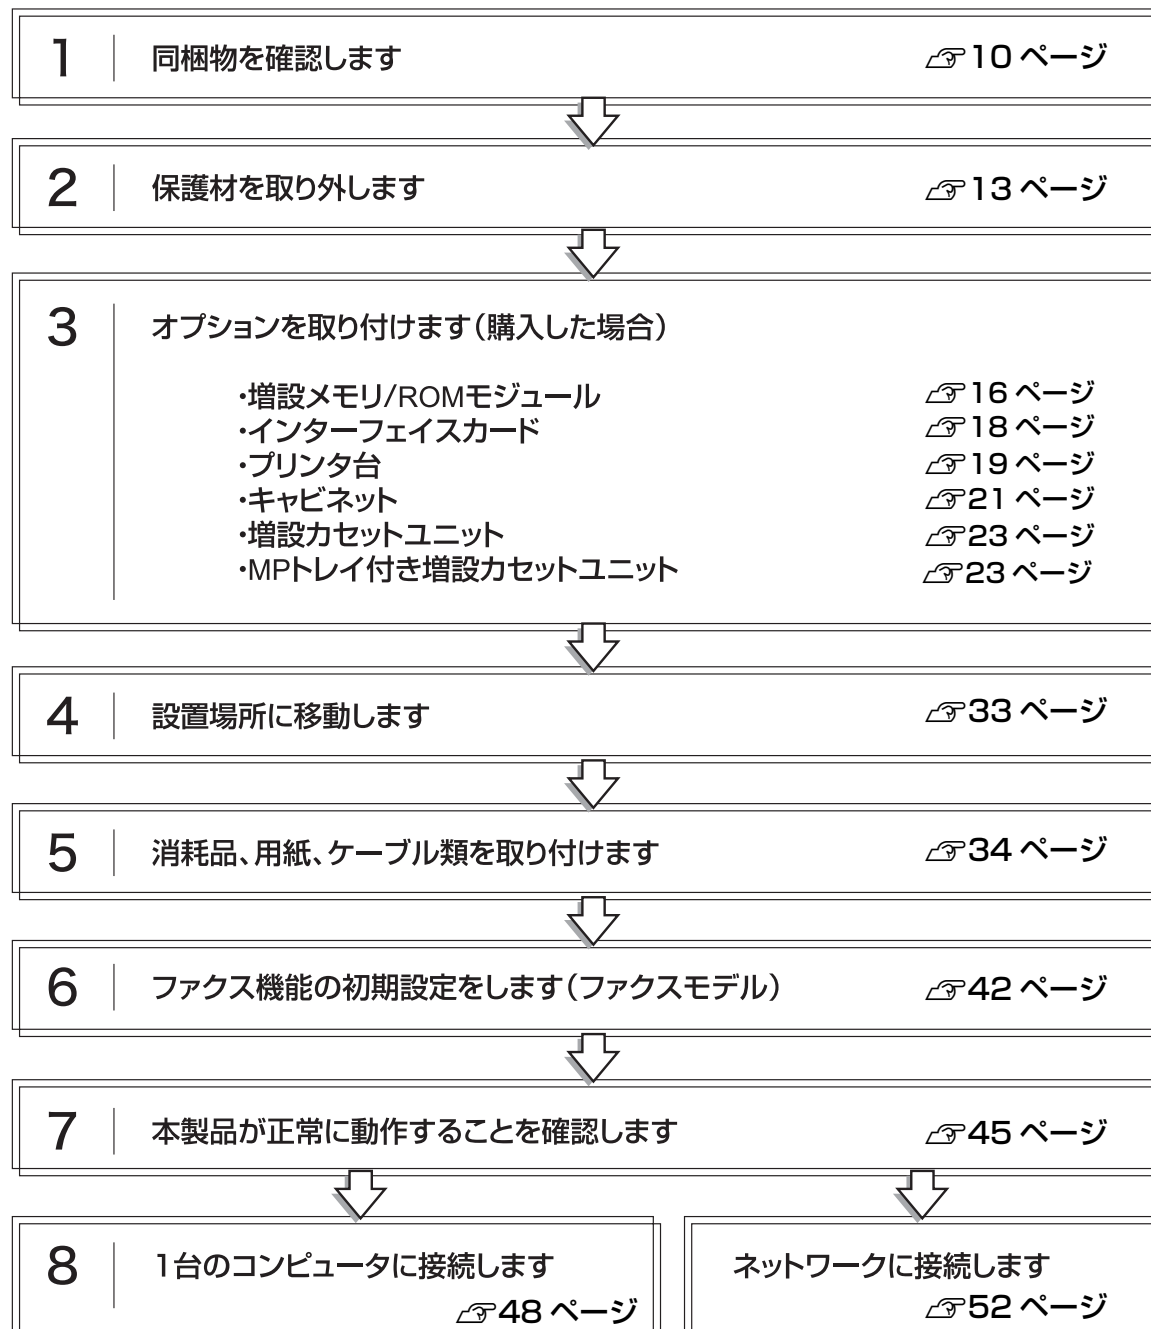 1 同梱物を確認します ☞10 ページ
2 保護材を取り外します ☞13 ページ
3 オプションを取り付けます(購入した場合)
・増設メモリ/ROMモジュール ☞16 ページ
・インターフェイスカード ☞18 ページ
・プリンタ台 ☞19 ページ
・キャビネット ☞21 ページ
・増設カセットユニット ☞23 ページ
・MPトレイ付き増設カセットユニット ☞23 ページ
4 設置場所に移動します ☞33 ページ
5 消耗品、用紙、ケーブル類を取り付けます ☞34 ページ
6 ファクス機能の初期設定をします(ファクスモデル) ☞42 ページ
7 本製品が正常に動作することを確認します ☞45 ページ
8 1台のコンピュータに接続します
☞48 ページ
ネットワークに接続します
☞52 ページ